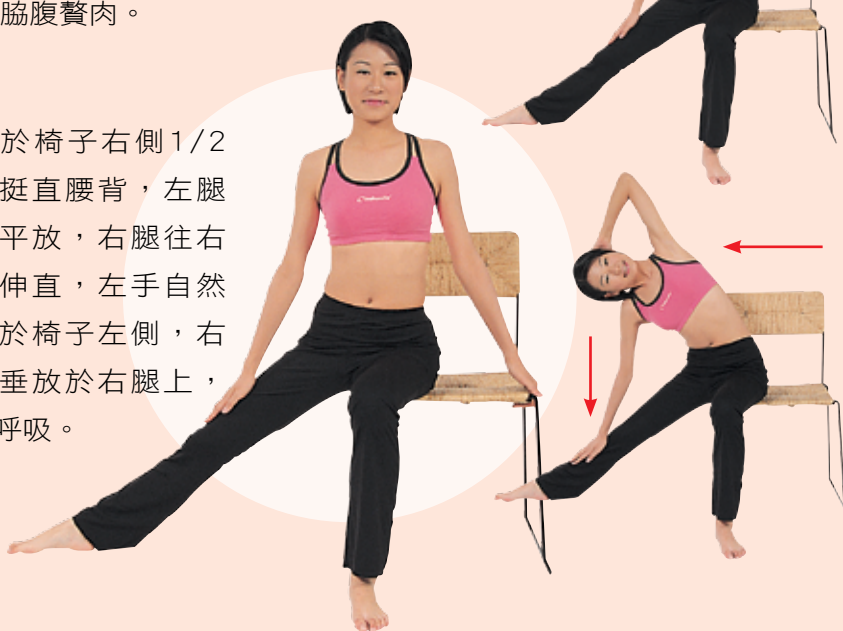 脇腹贅肉。
於椅子右側1/2
挺直腰背，左腿
平放，右腿往右
伸直，左手自然
於椅子左側，右
垂放於右腿上，
呼吸。